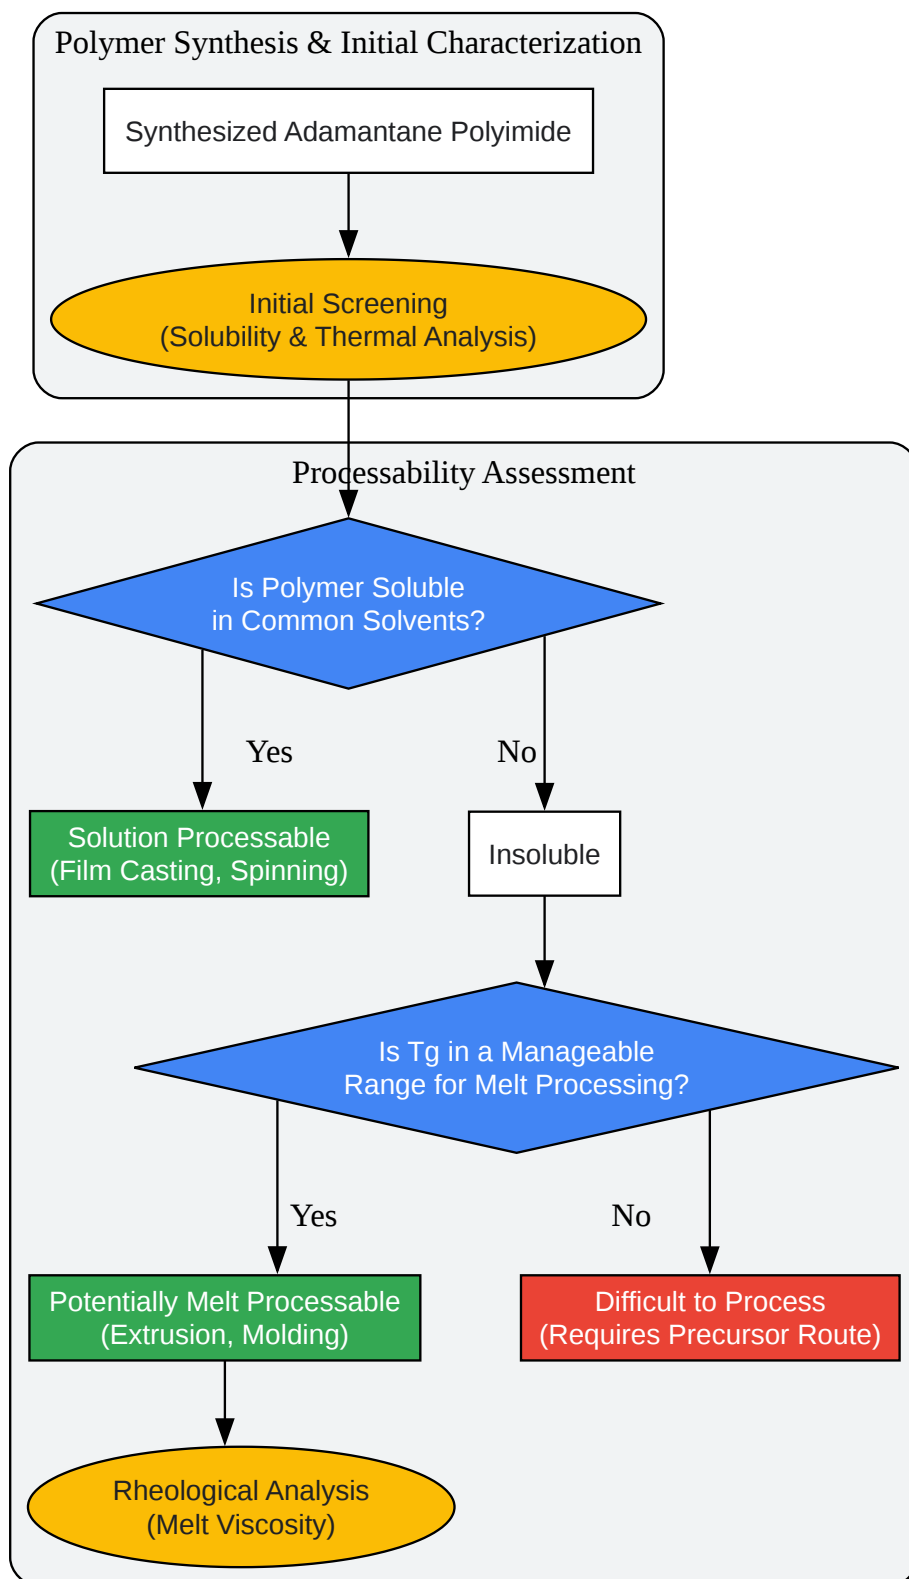 Polymer Synthesis & Initial Characterization
Synthesized Adamantane Polyimide
Initial Screening
(Solubility & Thermal Analysis)
Processability Assessment
Is Polymer Soluble
in Common Solvents?
Yes
No
Solution Processable
(Film Casting, Spinning)
Insoluble
Is Tg in a Manageable
Range for Melt Processing?
Yes
No
Potentially Melt Processable
(Extrusion, Molding)
Difficult to Process
(Requires Precursor Route)
Rheological Analysis
(Melt Viscosity)